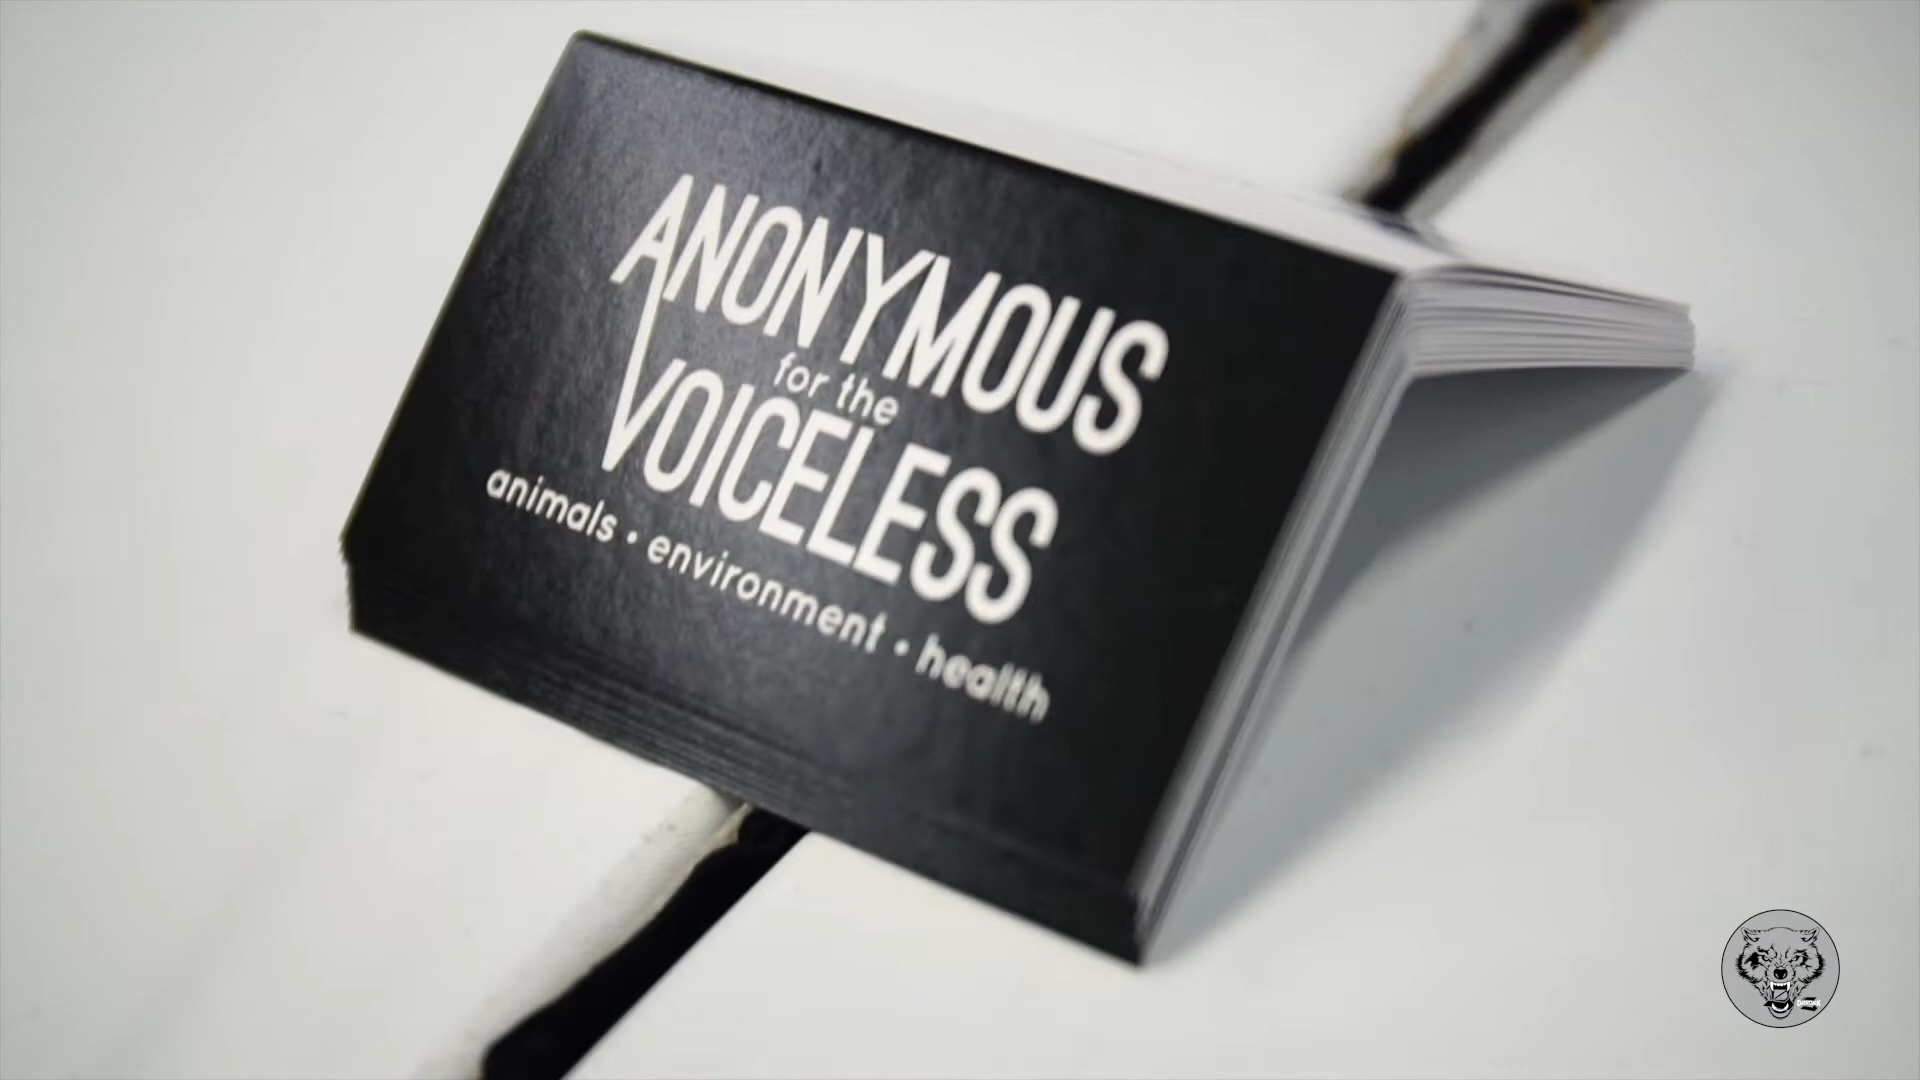 ANONYMOUS
for the
VOICELESS
animals • environment • health